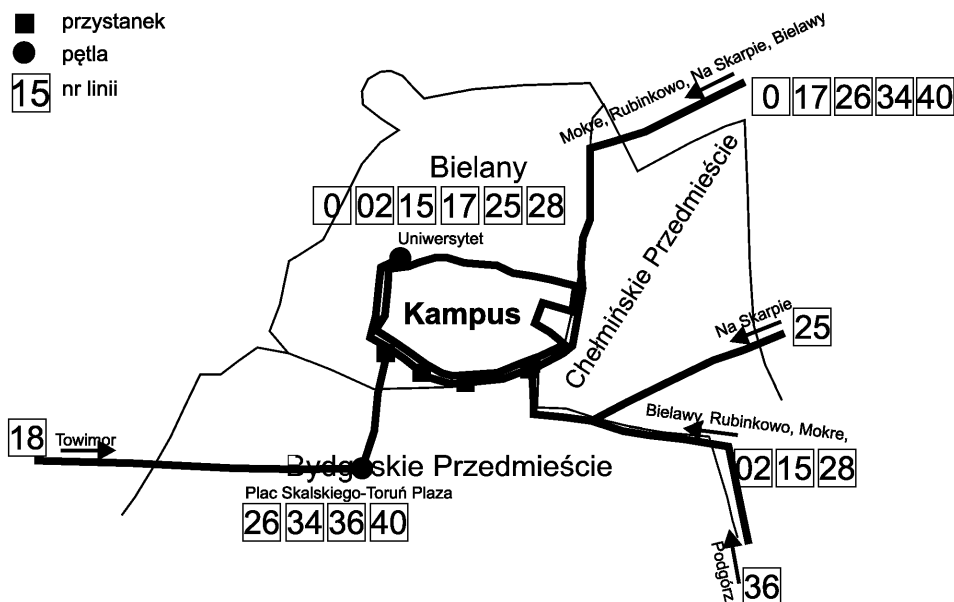 przystanek
pętla
15 nr linii
Mokre, Rubinkowo, Na Skarpie, Bielawy
0 17 26 34 40
Bielany
0 02 15 17 25 28
Uniwersytet
Kampus
Chełmińskie Przedmieście
Na Skarpie
25
Bielawy, Rubinkowo, Mokre,
02 15 28
18
Towimor
Bydgoskie Przedmieście
Plac Skalskiego-Toruń Plaza
26 34 36 40
Podgórz
36